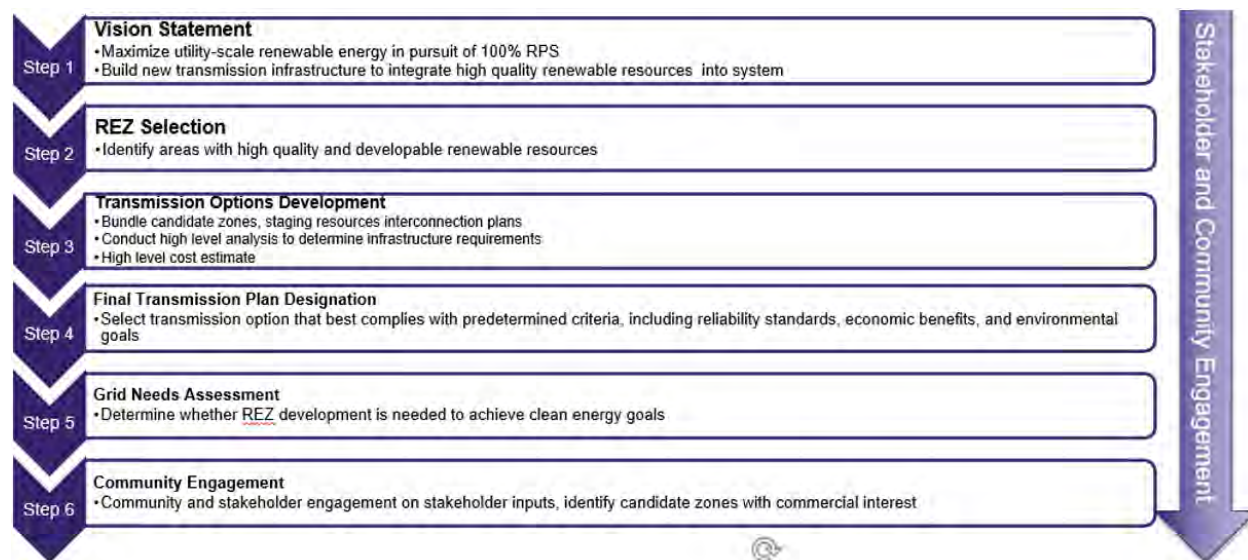 Step 1
Vision Statement
•Maximize utility-scale renewable energy in pursuit of 100% RPS
•Build new transmission infrastructure to integrate high quality renewable resources into system
Step 2
REZ Selection
•Identify areas with high quality and developable renewable resources
Step 3
Transmission Options Development
•Bundle candidate zones, staging resources interconnection plans
•Conduct high level analysis to determine infrastructure requirements
•High level cost estimate
Step 4
Final Transmission Plan Designation
•Select transmission option that best complies with predetermined criteria, including reliability standards, economic benefits, and environmental
goals
Step 5
Grid Needs Assessment
•Determine whether REZ development is needed to achieve clean energy goals
Step 6
Community Engagement
•Community and stakeholder engagement on stakeholder inputs, identify candidate zones with commercial interest
Stakeholder and Community Engagement